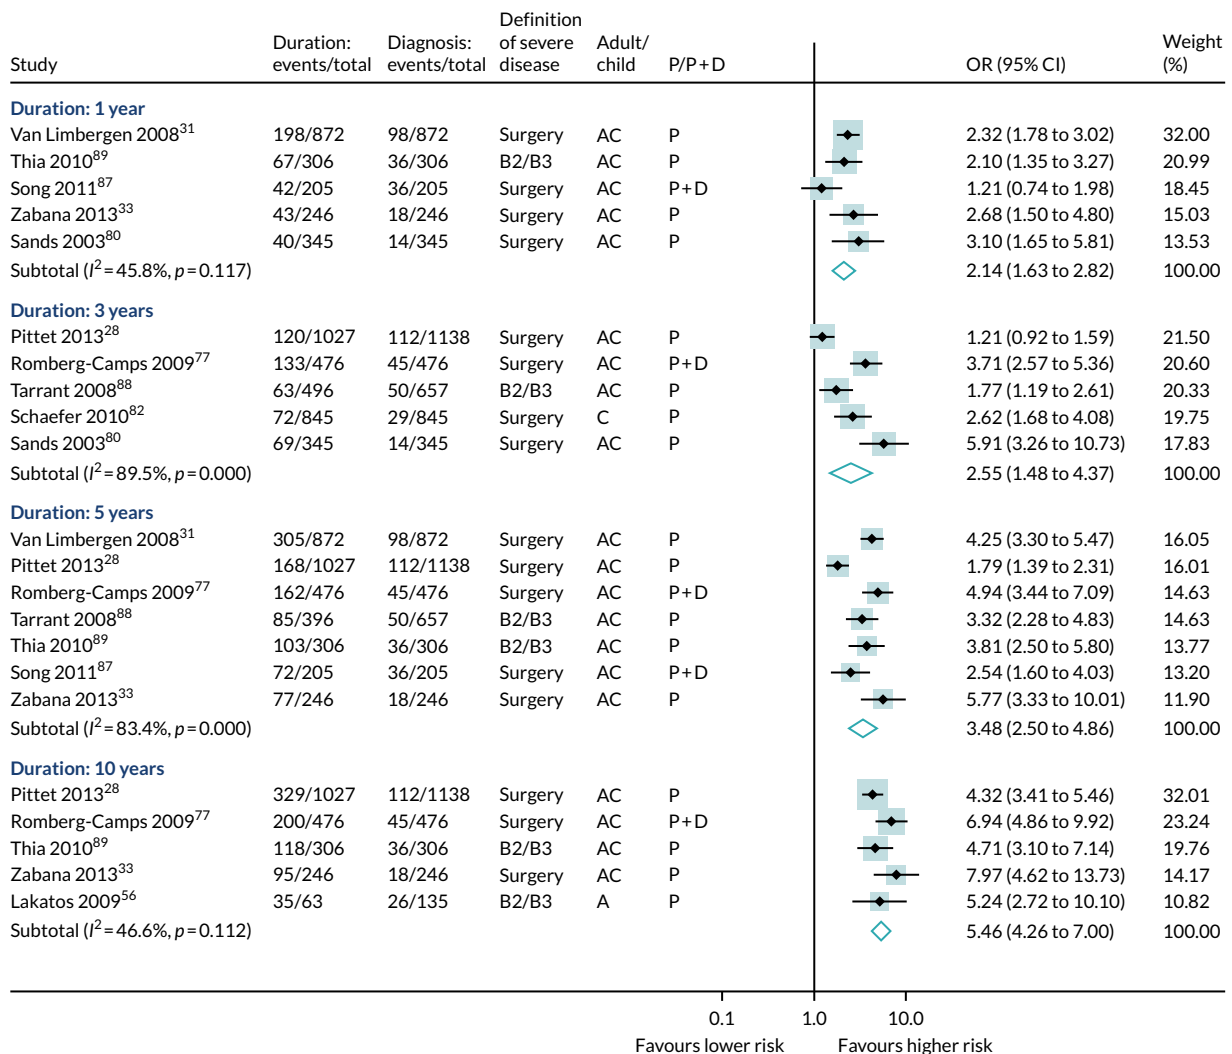 Study Duration: events/total Diagnosis: events/total Definition of severe disease Adult/child P/P + D OR (95% CI) Weight (%)
Duration: 1 year
Van Limbergen 2008³¹ 198/872 98/872 Surgery AC P 2.32 (1.78 to 3.02) 32.00
Thia 2010⁸⁹ 67/306 36/306 B2/B3 AC P 2.10 (1.35 to 3.27) 20.99
Song 2011⁸⁷ 42/205 36/205 Surgery AC P + D 1.21 (0.74 to 1.98) 18.45
Zabana 2013³³ 43/246 18/246 Surgery AC P 2.68 (1.50 to 4.80) 15.03
Sands 2003⁸⁰ 40/345 14/345 Surgery AC P 3.10 (1.65 to 5.81) 13.53
Subtotal (I² = 45.8%, p = 0.117) 2.14 (1.63 to 2.82) 100.00
Duration: 3 years
Pittet 2013²⁸ 120/1027 112/1138 Surgery AC P 1.21 (0.92 to 1.59) 21.50
Romberg-Camps 2009⁷⁷ 133/476 45/476 Surgery AC P + D 3.71 (2.57 to 5.36) 20.60
Tarrant 2008⁸⁸ 63/496 50/657 B2/B3 AC P 1.77 (1.19 to 2.61) 20.33
Schaefer 2010⁸² 72/845 29/845 Surgery C P 2.62 (1.68 to 4.08) 19.75
Sands 2003⁸⁰ 69/345 14/345 Surgery AC P 5.91 (3.26 to 10.73) 17.83
Subtotal (I² = 89.5%, p = 0.000) 2.55 (1.48 to 4.37) 100.00
Duration: 5 years
Van Limbergen 2008³¹ 305/872 98/872 Surgery AC P 4.25 (3.30 to 5.47) 16.05
Pittet 2013²⁸ 168/1027 112/1138 Surgery AC P 1.79 (1.39 to 2.31) 16.01
Romberg-Camps 2009⁷⁷ 162/476 45/476 Surgery AC P + D 4.94 (3.44 to 7.09) 14.63
Tarrant 2008⁸⁸ 85/396 50/657 B2/B3 AC P 3.32 (2.28 to 4.83) 14.63
Thia 2010⁸⁹ 103/306 36/306 B2/B3 AC P 3.81 (2.50 to 5.80) 13.77
Song 2011⁸⁷ 72/205 36/205 Surgery AC P + D 2.54 (1.60 to 4.03) 13.20
Zabana 2013³³ 77/246 18/246 Surgery AC P 5.77 (3.33 to 10.01) 11.90
Subtotal (I² = 83.4%, p = 0.000) 3.48 (2.50 to 4.86) 100.00
Duration: 10 years
Pittet 2013²⁸ 329/1027 112/1138 Surgery AC P 4.32 (3.41 to 5.46) 32.01
Romberg-Camps 2009⁷⁷ 200/476 45/476 Surgery AC P + D 6.94 (4.86 to 9.92) 23.24
Thia 2010⁸⁹ 118/306 36/306 B2/B3 AC P 4.71 (3.10 to 7.14) 19.76
Zabana 2013³³ 95/246 18/246 Surgery AC P 7.97 (4.62 to 13.73) 14.17
Lakatos 2009⁵⁶ 35/63 26/135 B2/B3 A P 5.24 (2.72 to 10.10) 10.82
Subtotal (I² = 46.6%, p = 0.112) 5.46 (4.26 to 7.00) 100.00
0.1 1.0 10.0
Favours lower risk Favours higher risk